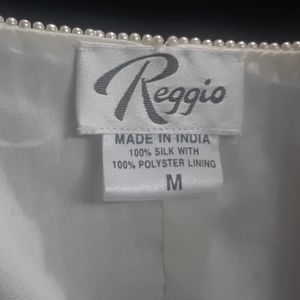 Reggio
MADE IN INDIA
100% SILK WITH
100% POLYSTER LINING
M